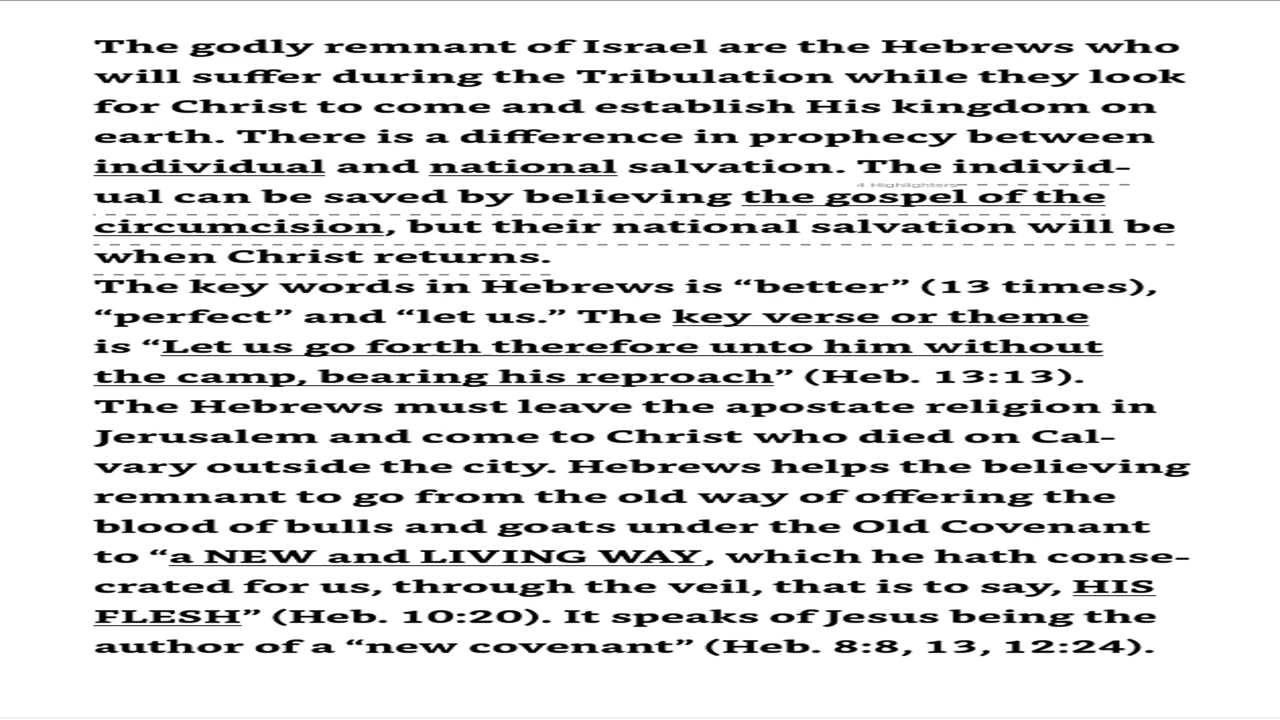 The godly remnant of Israel are the Hebrews who
will suffer during the Tribulation while they look
for Christ to come and establish His kingdom on
earth. There is a difference in prophecy between
individual and national salvation. The individ-
4 Highlighters
ual can be saved by believing the gospel of the
circumcision, but their national salvation will be
when Christ returns.
The key words in Hebrews is “better” (13 times),
“perfect” and “let us.” The key verse or theme
is “Let us go forth therefore unto him without
the camp, bearing his reproach” (Heb. 13:13).
The Hebrews must leave the apostate religion in
Jerusalem and come to Christ who died on Cal-
vary outside the city. Hebrews helps the believing
remnant to go from the old way of offering the
blood of bulls and goats under the Old Covenant
to “a NEW and LIVING WAY, which he hath conse-
crated for us, through the veil, that is to say, HIS
FLESH” (Heb. 10:20). It speaks of Jesus being the
author of a “new covenant” (Heb. 8:8, 13, 12:24).